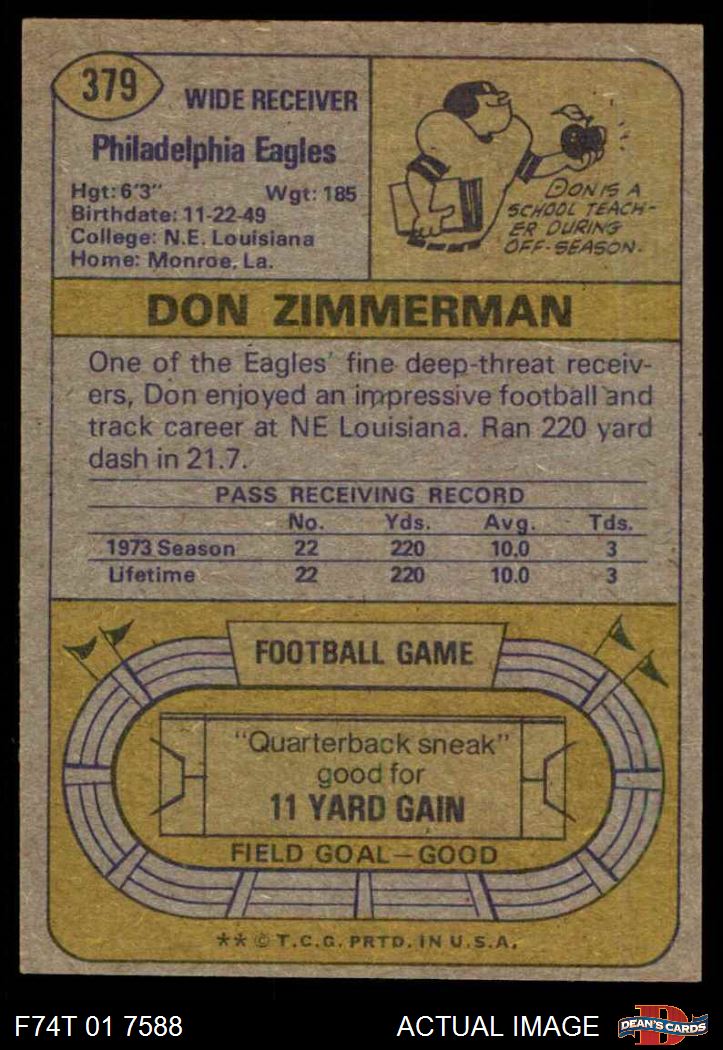 379
WIDE RECEIVER
Philadelphia Eagles
Hgt: 6'3" Wgt: 185
Birthdate: 11-22-49
College: N.E. Louisiana
Home: Monroe, La.
DON IS A
SCHOOL TEACH-
ER DURING
OFF-SEASON.
DON ZIMMERMAN
One of the Eagles' fine deep-threat receiv-
ers, Don enjoyed an impressive football and
track career at NE Louisiana. Ran 220 yard
dash in 21.7.
PASS RECEIVING RECORD
No. Yds. Avg. Tds.
1973 Season 22 220 10.0 3
Lifetime 22 220 10.0 3
FOOTBALL GAME
"Quarterback sneak"
good for
11 YARD GAIN
FIELD GOAL—GOOD
** © T.C.G. PRTD. IN U.S.A.
F74T 01 7588 ACTUAL IMAGE
D
DEAN'S CARDS